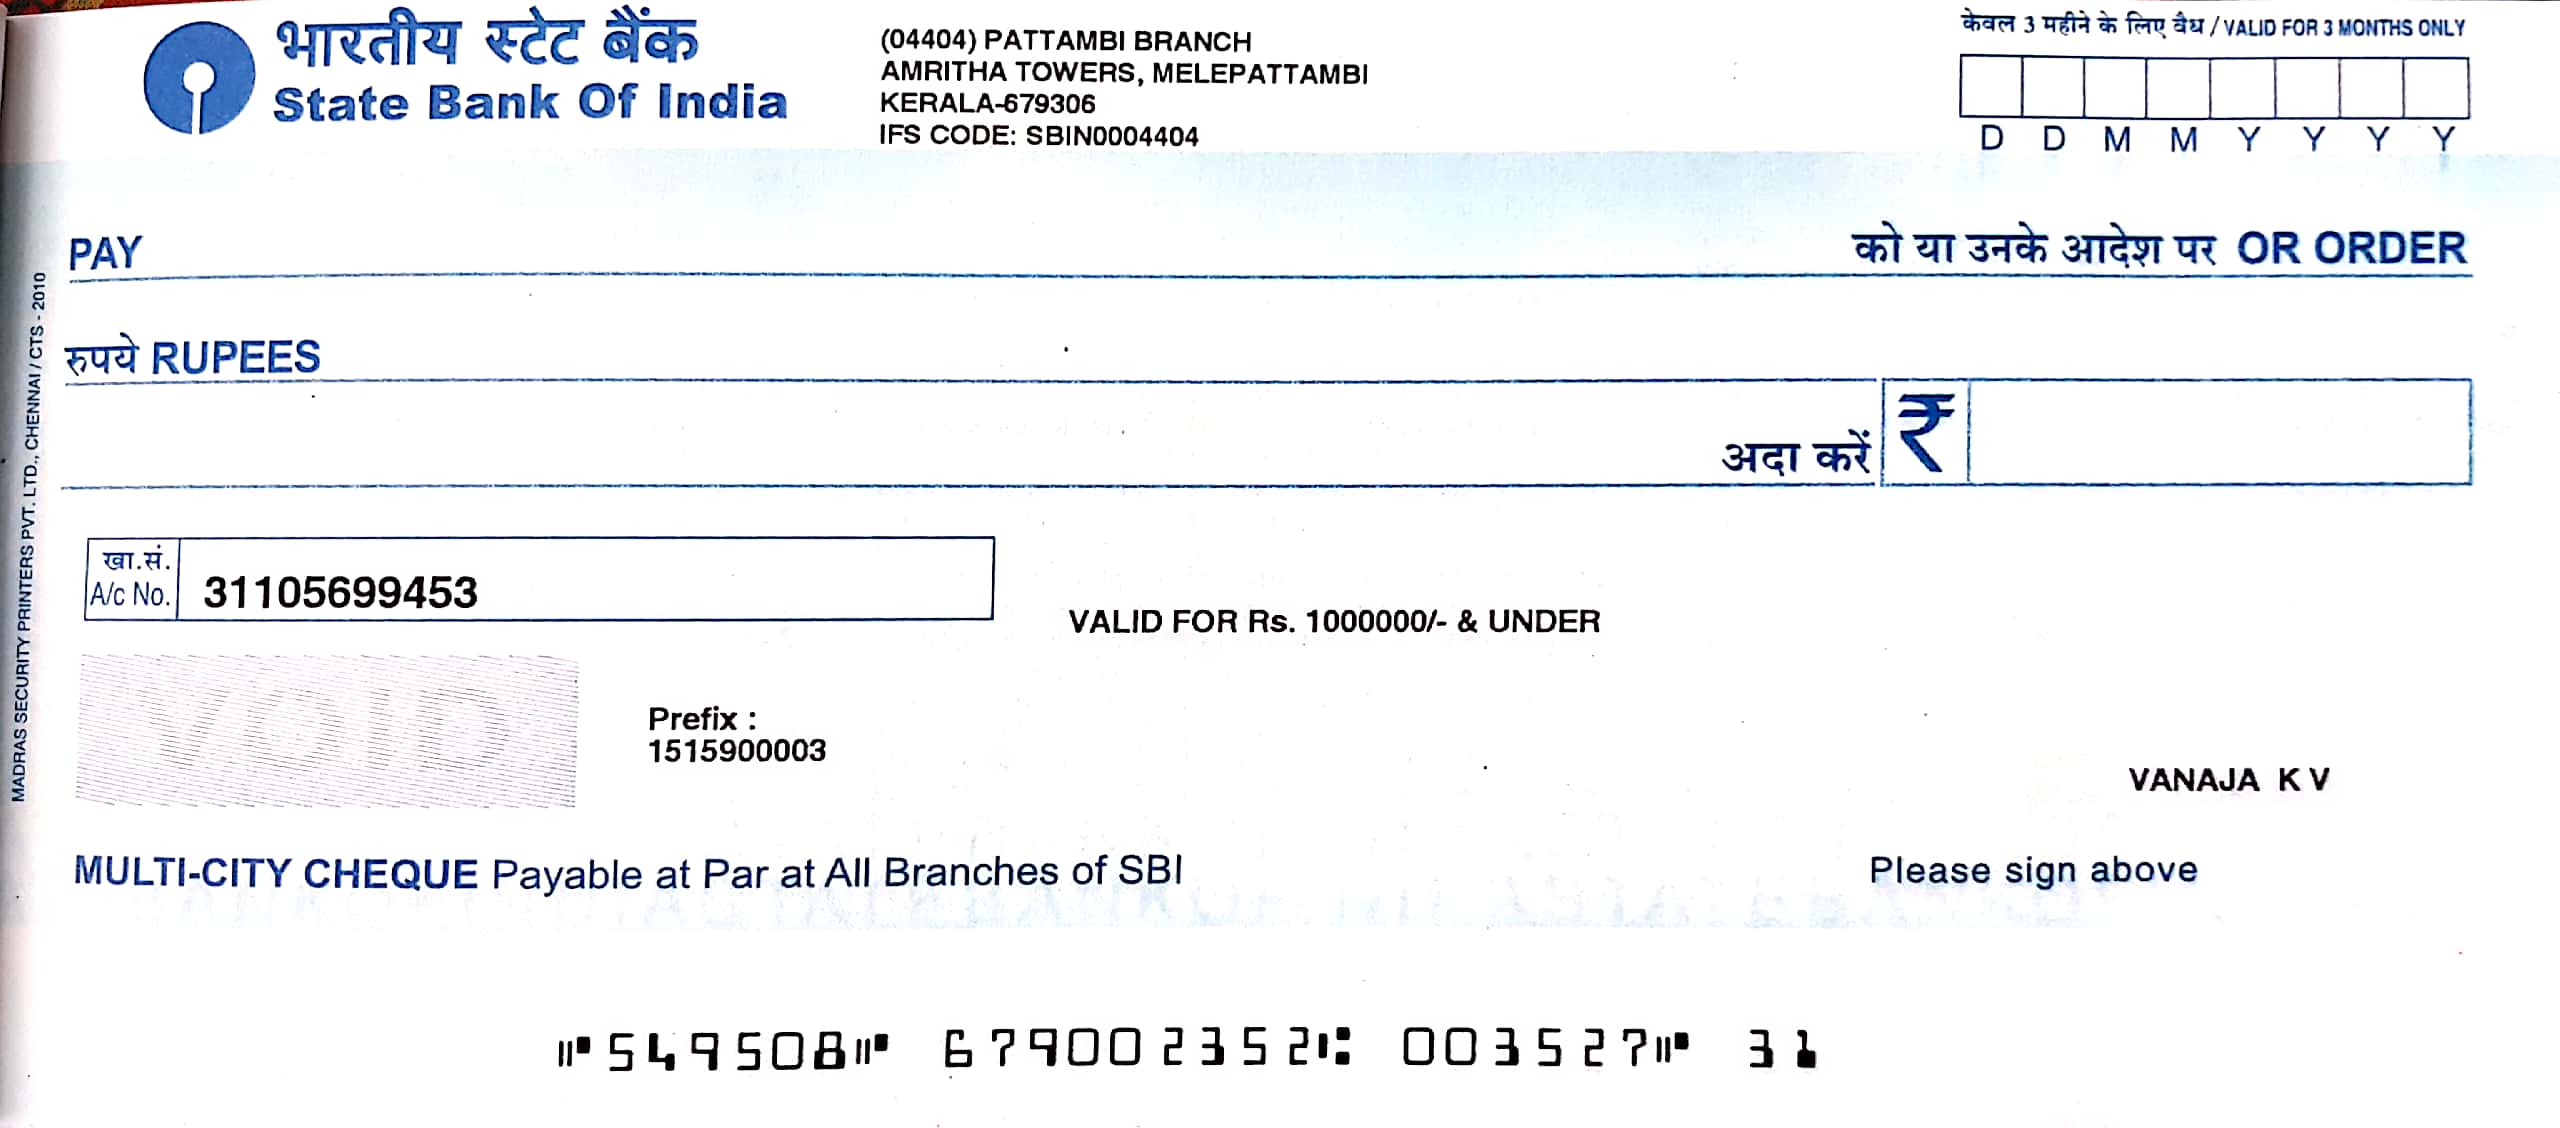 भारतीय स्टेट बैंक
State Bank Of India
(04404) PATTAMBI BRANCH
AMRITHA TOWERS, MELEPATTAMBI
KERALA-679306
IFS CODE: SBIN0004404
केवल 3 महीने के लिए वैध / VALID FOR 3 MONTHS ONLY
D D M M Y Y Y Y
PAY
को या उनके आदेश पर OR ORDER
रुपये RUPEES
अदा करें ₹
खा.सं.
A/c No. 31105699453
VALID FOR Rs. 1000000/- & UNDER
VOID
Prefix :
1515900003
VANAJA K V
MULTI-CITY CHEQUE Payable at Par at All Branches of SBI
Please sign above
⑈549508⑈ 679002352⑆ 003527⑈ 31
MADRAS SECURITY PRINTERS PVT. LTD., CHENNAI / CTS - 2010